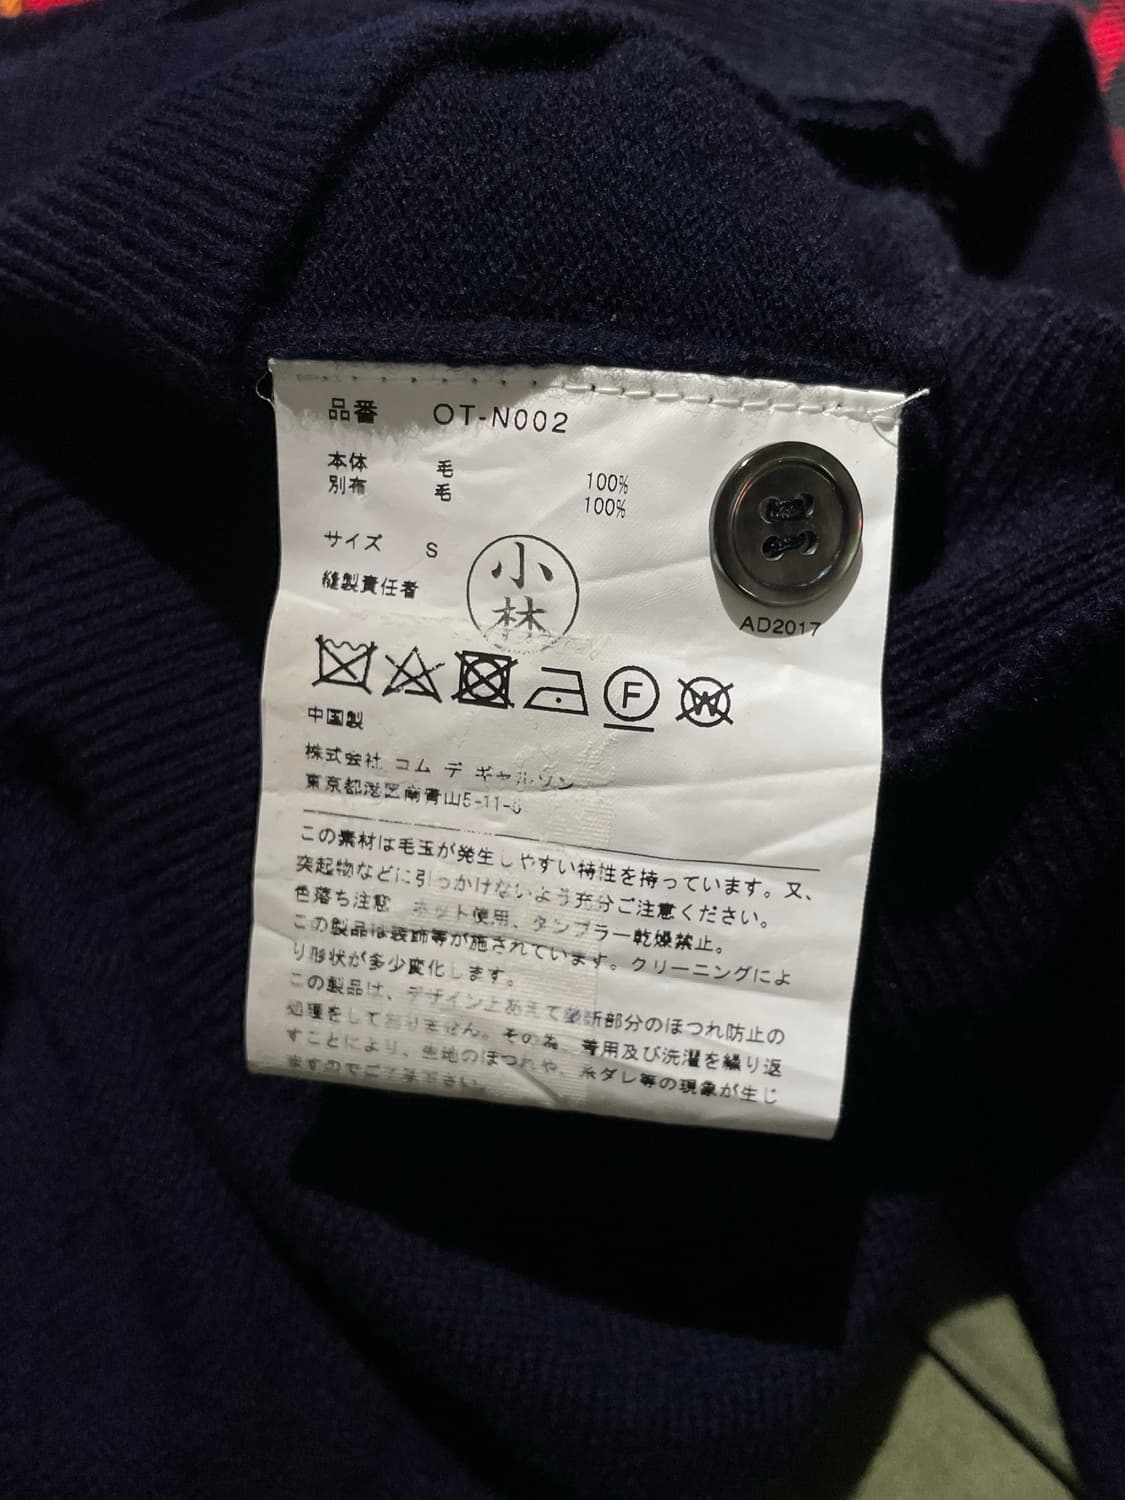 品番 OT-N002
本体 毛 100%
別布 毛 100%
サイズ S
縫製責任者 小林
AD2017
F W
中国製
株式会社 コム デ ギャルソン
東京都港区南青山5-11-5
この素材は毛玉が発生しやすい特性を持っています。又、
突起物などに引っかけないよう充分ご注意ください。
色落ち注意 ネット使用、タンブラー乾燥禁止。
この製品は装飾等が施されています。クリーニングによ
り形状が多少変化します。
この製品は、デザイン上あえて裁断部分のほつれ防止の
処理をしておりません。その為、着用及び洗濯を繰り返
すことにより、生地のほつれや、糸ダレ等の現象が生じ
ますのでご了承下さい。